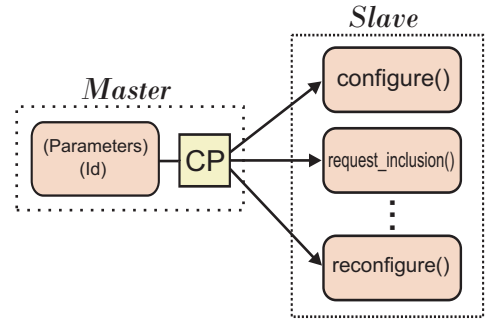 Slave
Master
configure()
(Parameters)
(Id)
CP
request_inclusion()
reconfigure()